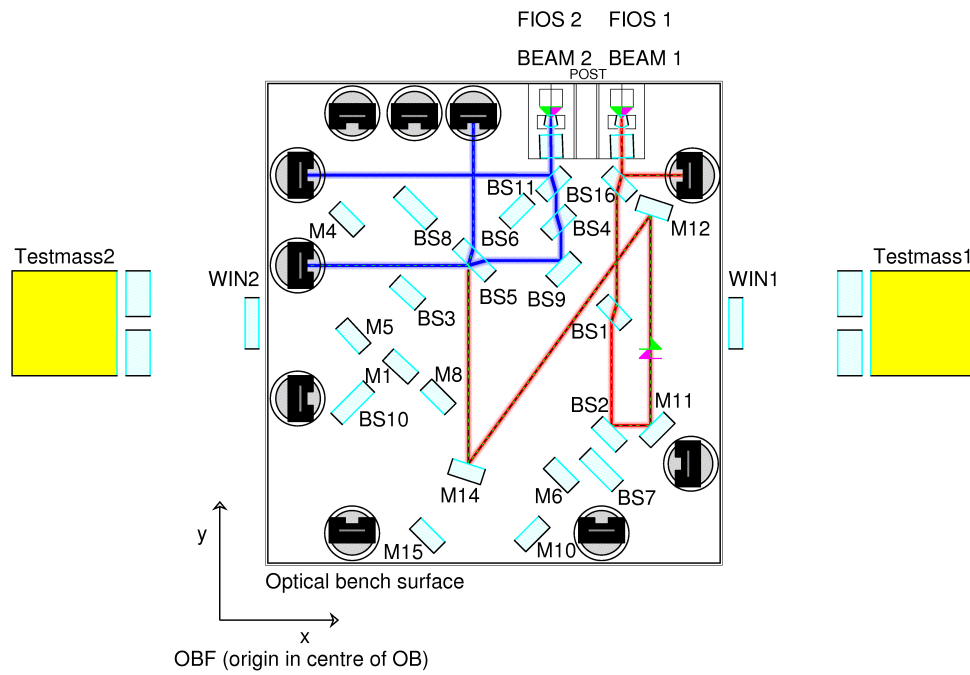 FIOS 2 FIOS 1
BEAM 2 BEAM 1
POST
BS11 BS16
M4 BS8 BS6 BS4 M12
Testmass2 WIN2 BS5 BS9 WIN1 Testmass1
BS3 BS1
M5
M1 M8
BS10 BS2 M11
M14 M6 BS7
M15 M10
Optical bench surface
y
x
OBF (origin in centre of OB)